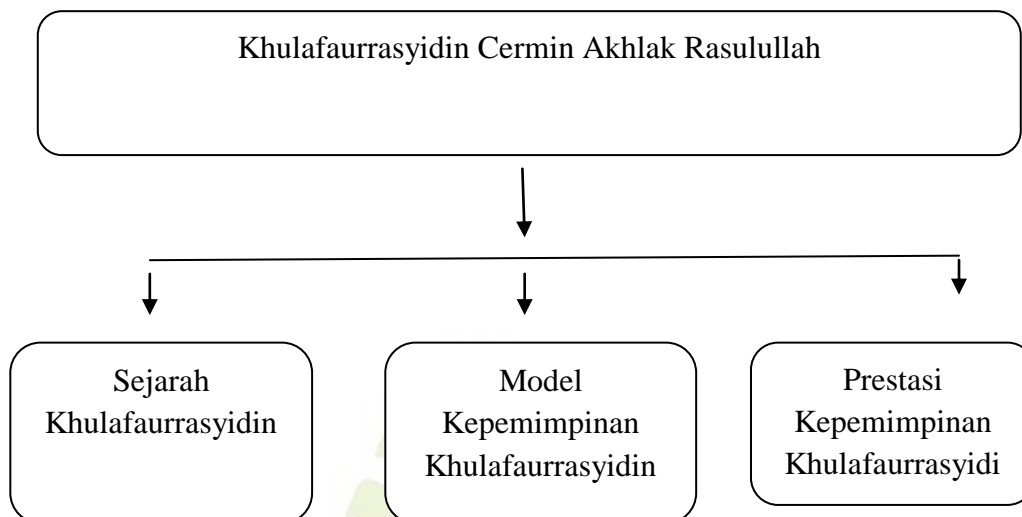 Khulafaurrasyidin Cermin Akhlak Rasulullah
Sejarah
Khulafaurrasyidin
Model
Kepemimpinan
Khulafaurrasyidin
Prestasi
Kepemimpinan
Khulafaurrasyidi